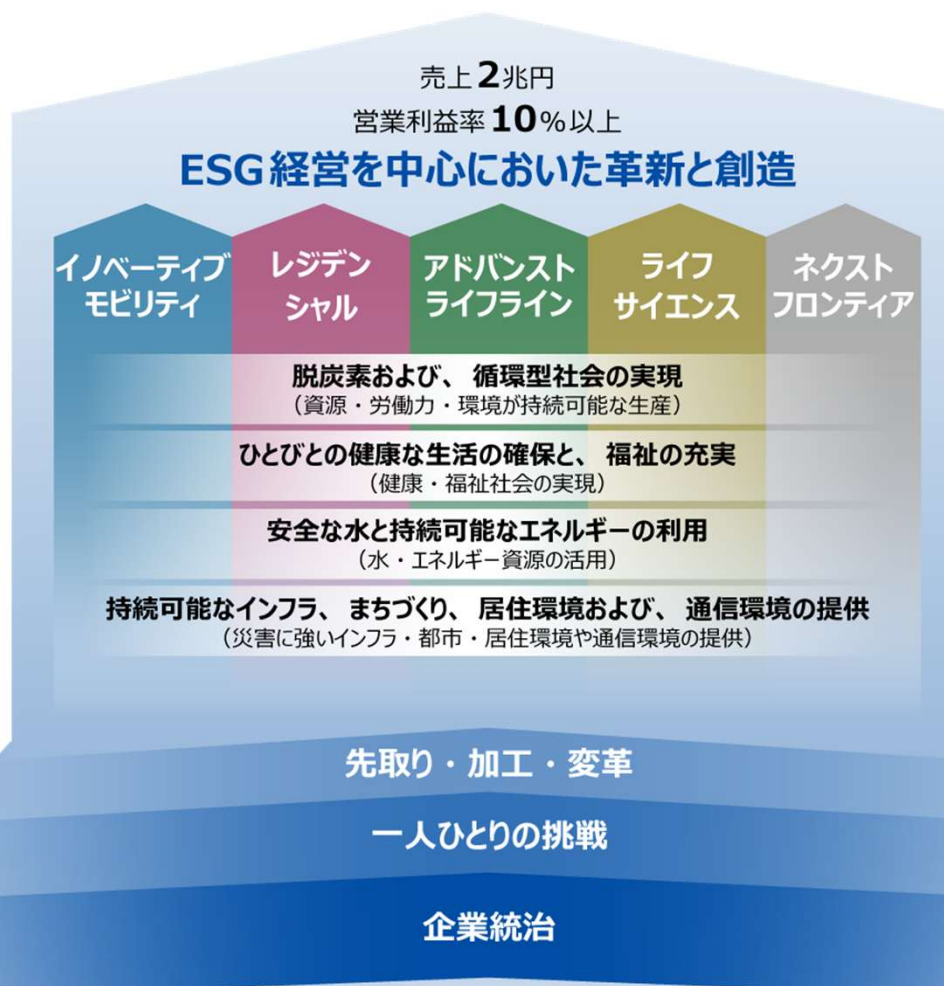 売上2兆円
営業利益率10%以上
ESG経営を中心においた革新と創造
イノベーティブ
モビリティ
レジデン
シャル
アドバンスト
ライフライン
ライフ
サイエンス
ネクスト
フロンティア
脱炭素および、循環型社会の実現
(資源・労働力・環境が持続可能な生産)
ひとびとの健康な生活の確保と、福祉の充実
(健康・福祉社会の実現)
安全な水と持続可能なエネルギーの利用
(水・エネルギー資源の活用)
持続可能なインフラ、まちづくり、居住環境および、通信環境の提供
(災害に強いインフラ・都市・居住環境や通信環境の提供)
先取り・加工・変革
一人ひとりの挑戦
企業統治